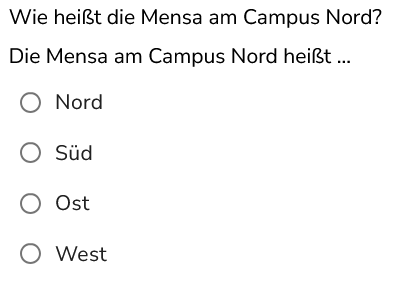 Wie heißt die Mensa am Campus Nord?
Die Mensa am Campus Nord heißt ...
Nord
Süd
Ost
West